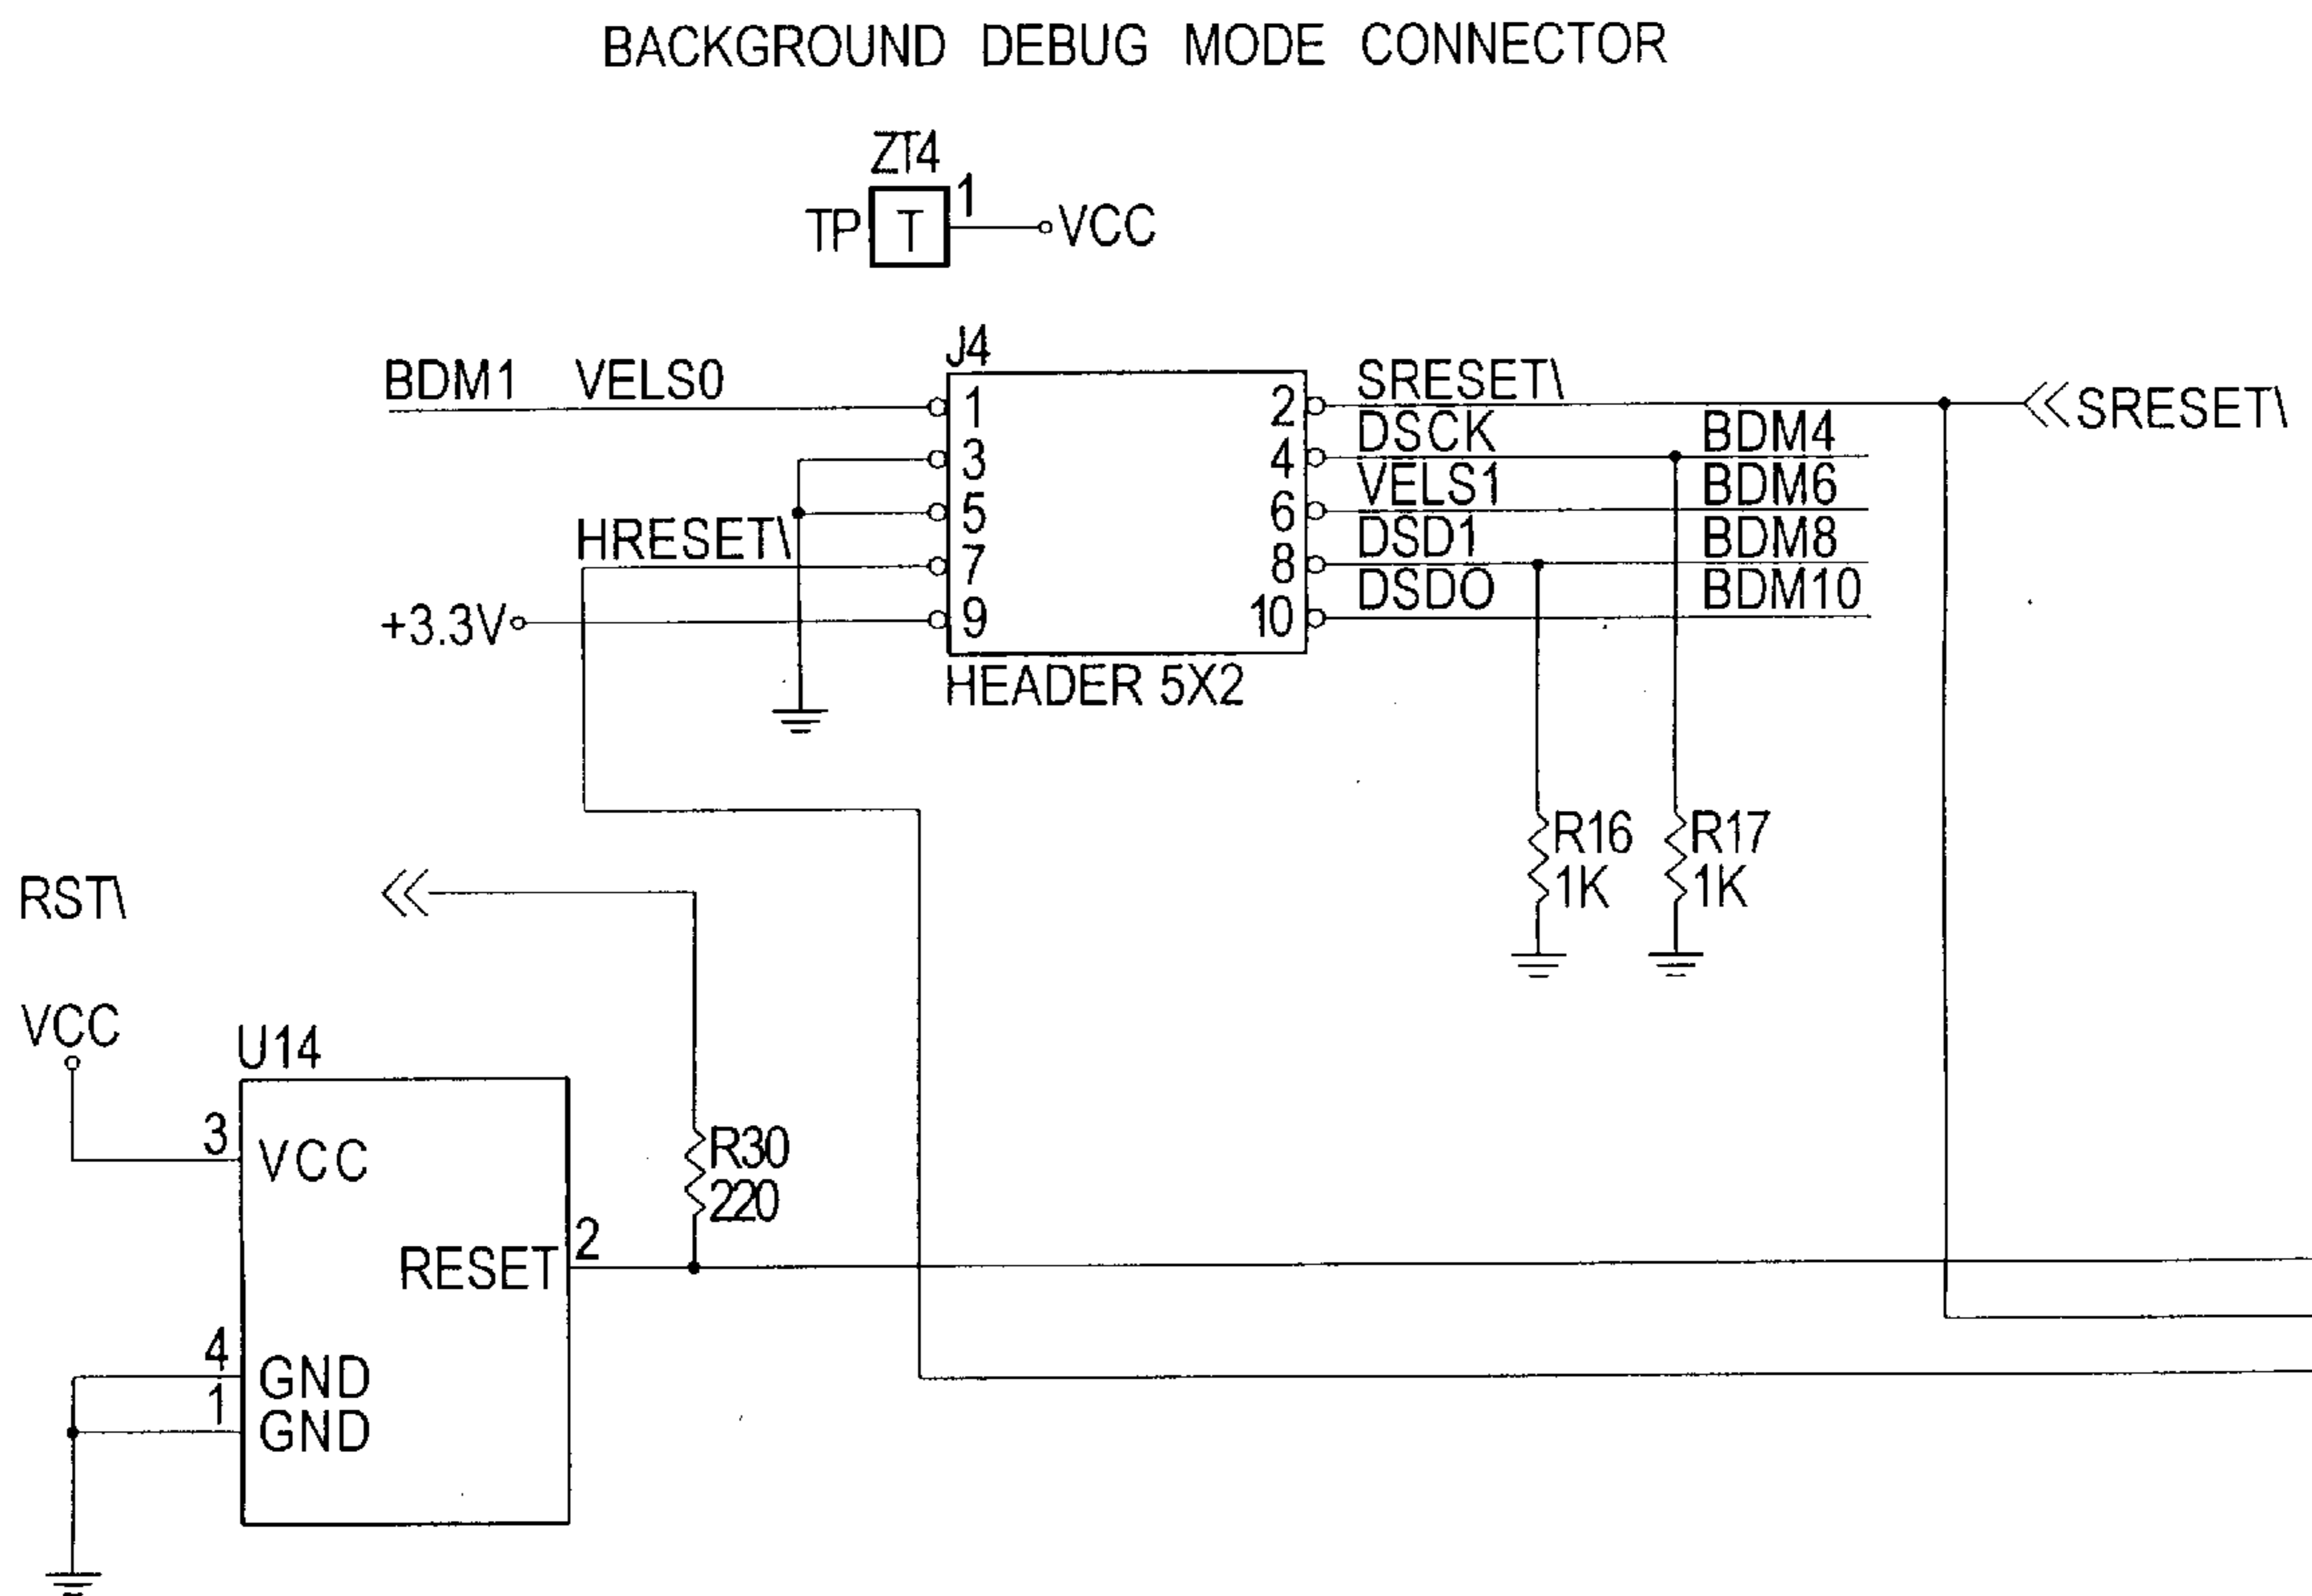 BACKGROUND DEBUG MODE CONNECTOR
ZT4
TP T 1 VCC
J4
BDM1 VELS0 1 2 SRESET\ SRESET\
3 4 DSCK BDM4
5 6 VELS1 BDM6
HRESET\ 7 8 DSD1 BDM8
+3.3V 9 10 DSDO BDM10
HEADER 5X2
R16 R17
1K 1K
RST\
VCC
U14
3 VCC
R30
220
RESET 2
4 GND
1 GND